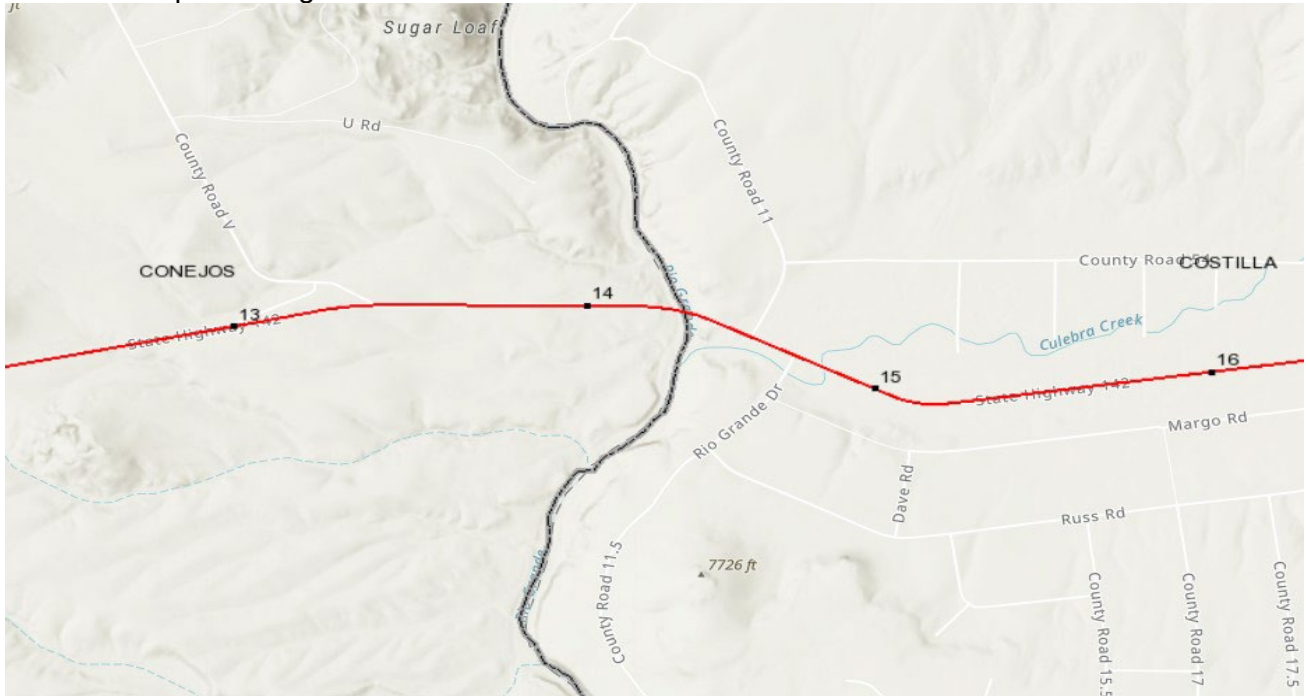 ft
Sugar Loaf
U Rd
County Road V
County Road 11
CONEJOS
Rio Grande
County Road 54
COSTILLA
14
13
State Highway 142
Culebra Creek
15
16
State Highway 142
Rio Grande Dr
Margo Rd
Dave Rd
Russ Rd
7726 ft
County Road 11.5
County Road 15.5
County Road 17
County Road 17.5